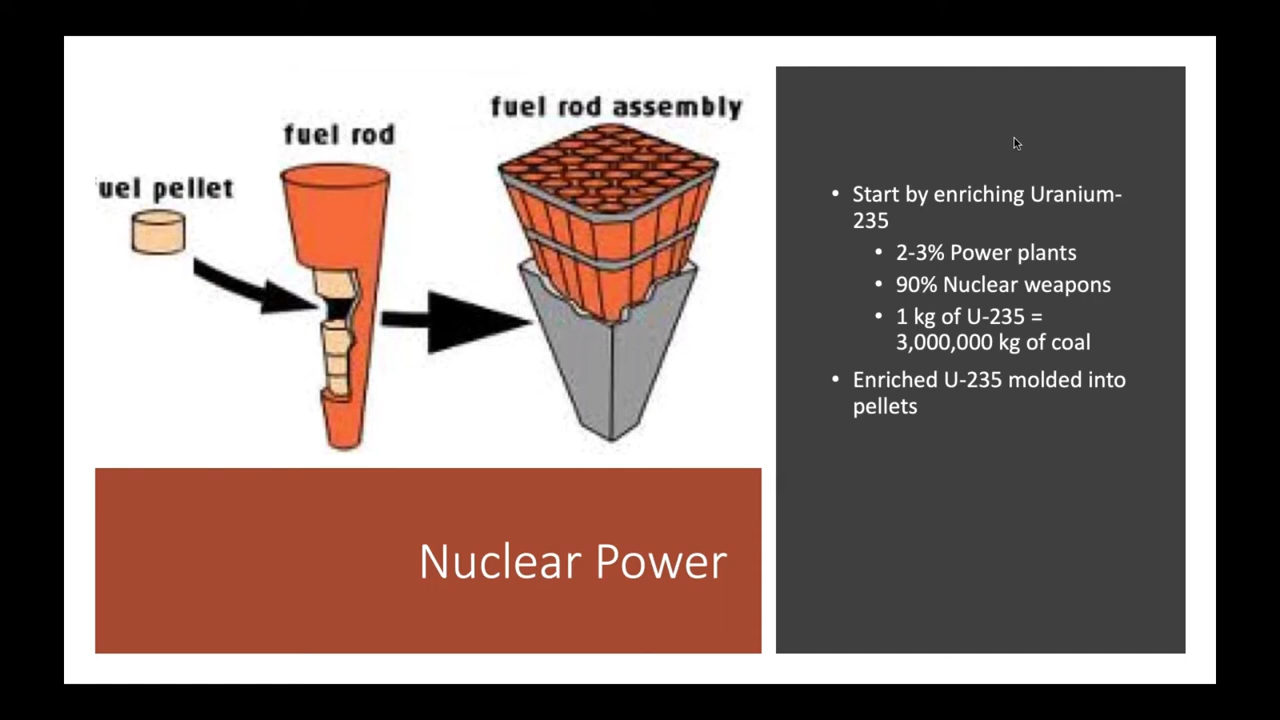 fuel rod assembly
fuel rod
uel pellet
Nuclear Power
• Start by enriching Uranium-
235
• 2-3% Power plants
• 90% Nuclear weapons
• 1 kg of U-235 =
3,000,000 kg of coal
• Enriched U-235 molded into
pellets